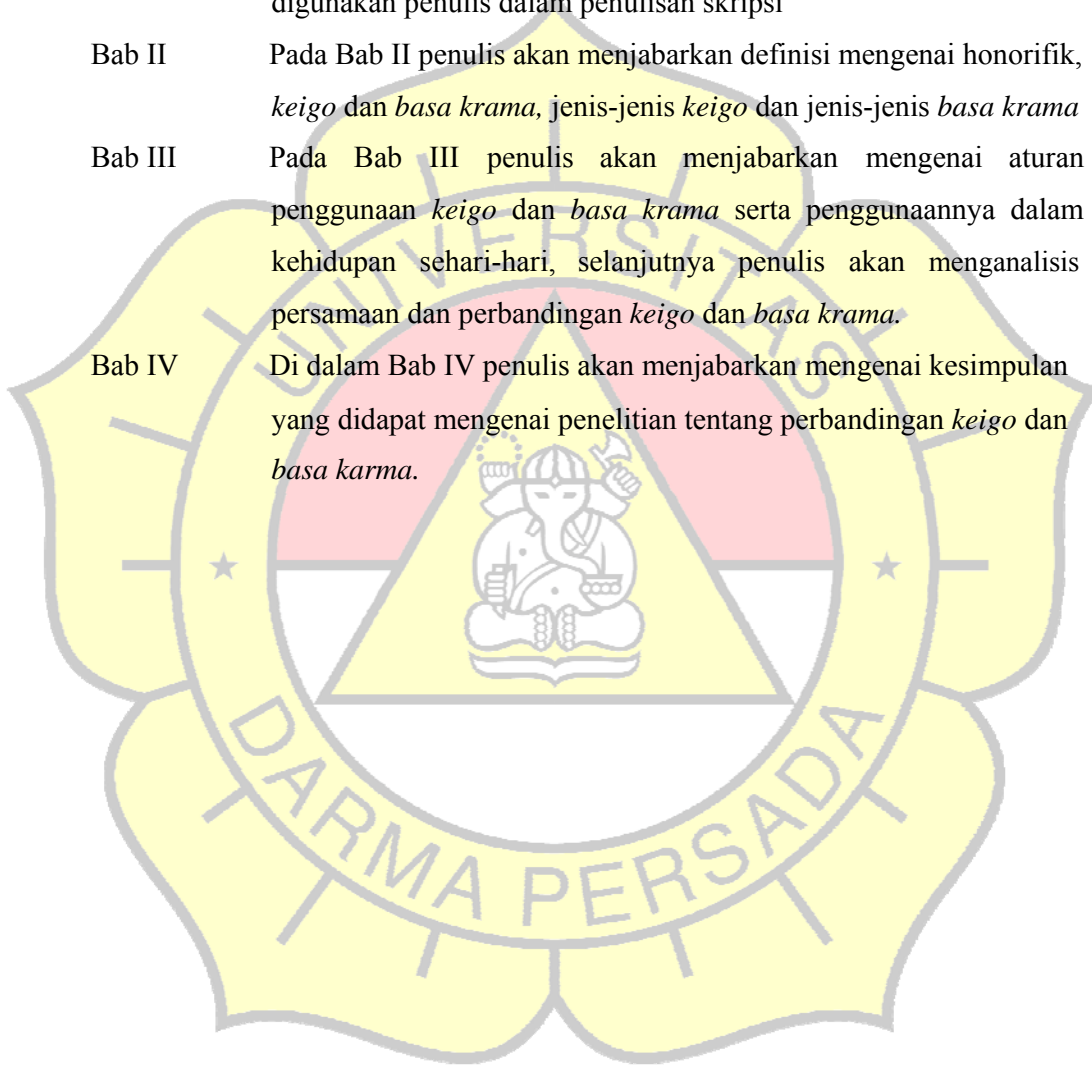 digunakan penulis dalam penulisan skripsi
Bab II Pada Bab II penulis akan menjabarkan definisi mengenai honorifik,
keigo dan basa krama, jenis-jenis keigo dan jenis-jenis basa krama
Bab III Pada Bab III penulis akan menjabarkan mengenai aturan
penggunaan keigo dan basa krama serta penggunaannya dalam
kehidupan sehari-hari, selanjutnya penulis akan menganalisis
persamaan dan perbandingan keigo dan basa krama.
Bab IV Di dalam Bab IV penulis akan menjabarkan mengenai kesimpulan
yang didapat mengenai penelitian tentang perbandingan keigo dan
basa karma.
UNIVERSITAS
DARMA PERSADA